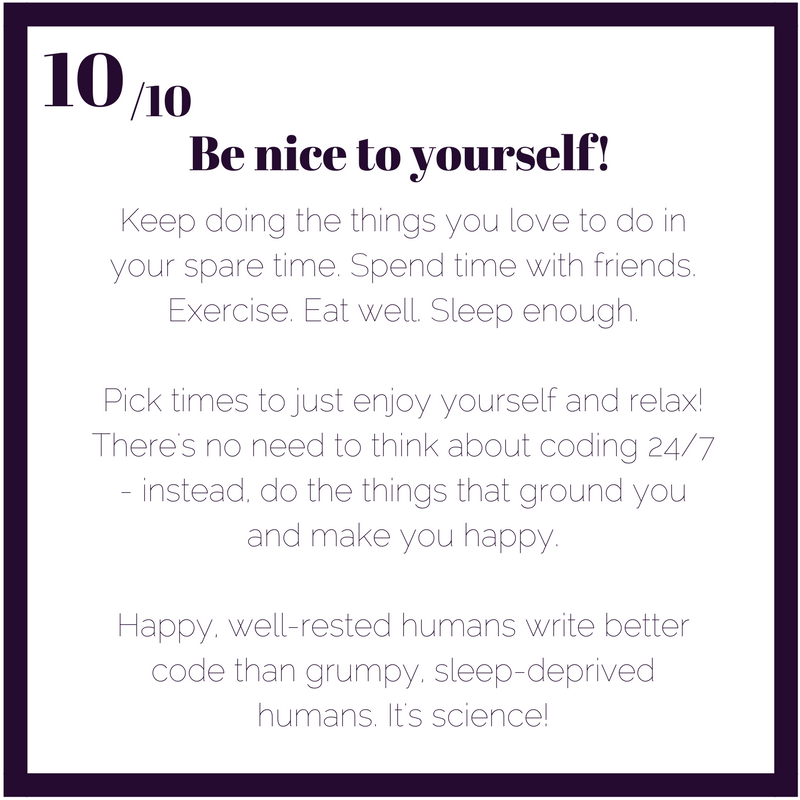 10/10
Be nice to yourself!
Keep doing the things you love to do in
your spare time. Spend time with friends.
Exercise. Eat well. Sleep enough.
Pick times to just enjoy yourself and relax!
There's no need to think about coding 24/7
- instead, do the things that ground you
and make you happy.
Happy, well-rested humans write better
code than grumpy, sleep-deprived
humans. It's science!